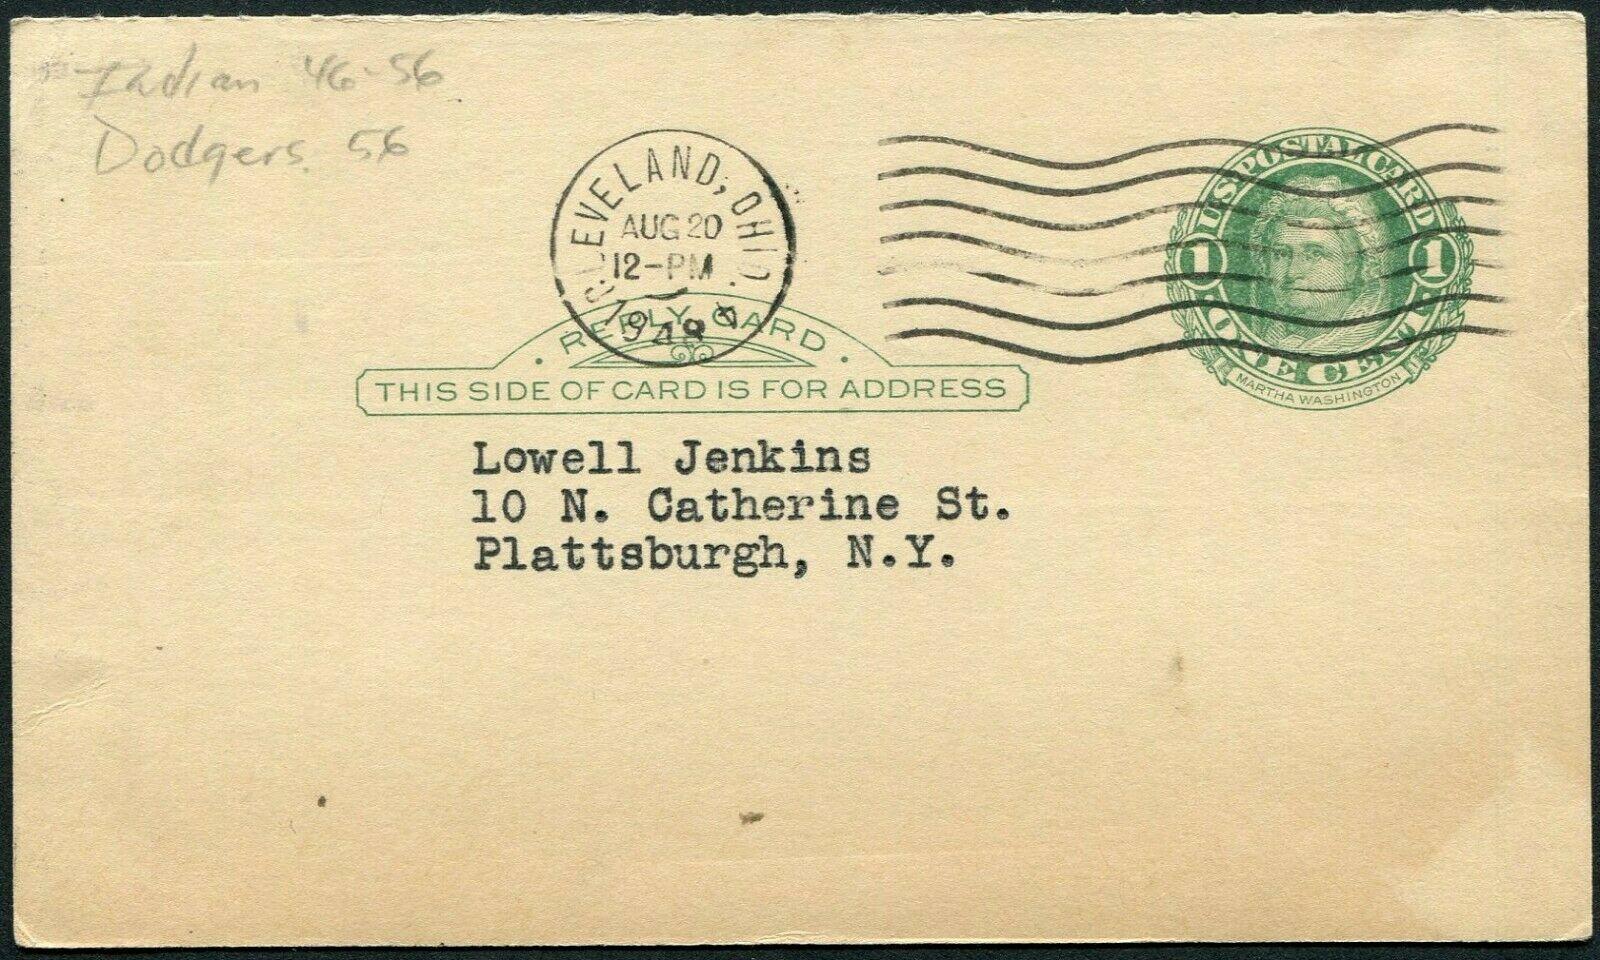 Indian 46-56
Dodgers 56
CLEVELAND, OHIO.
AUG 20
12-PM
1948
U.S. POSTAL CARD
1 1
ONE CENT
MARTHA WASHINGTON
· REPLY CARD ·
THIS SIDE OF CARD IS FOR ADDRESS
Lowell Jenkins
10 N. Catherine St.
Plattsburgh, N.Y.